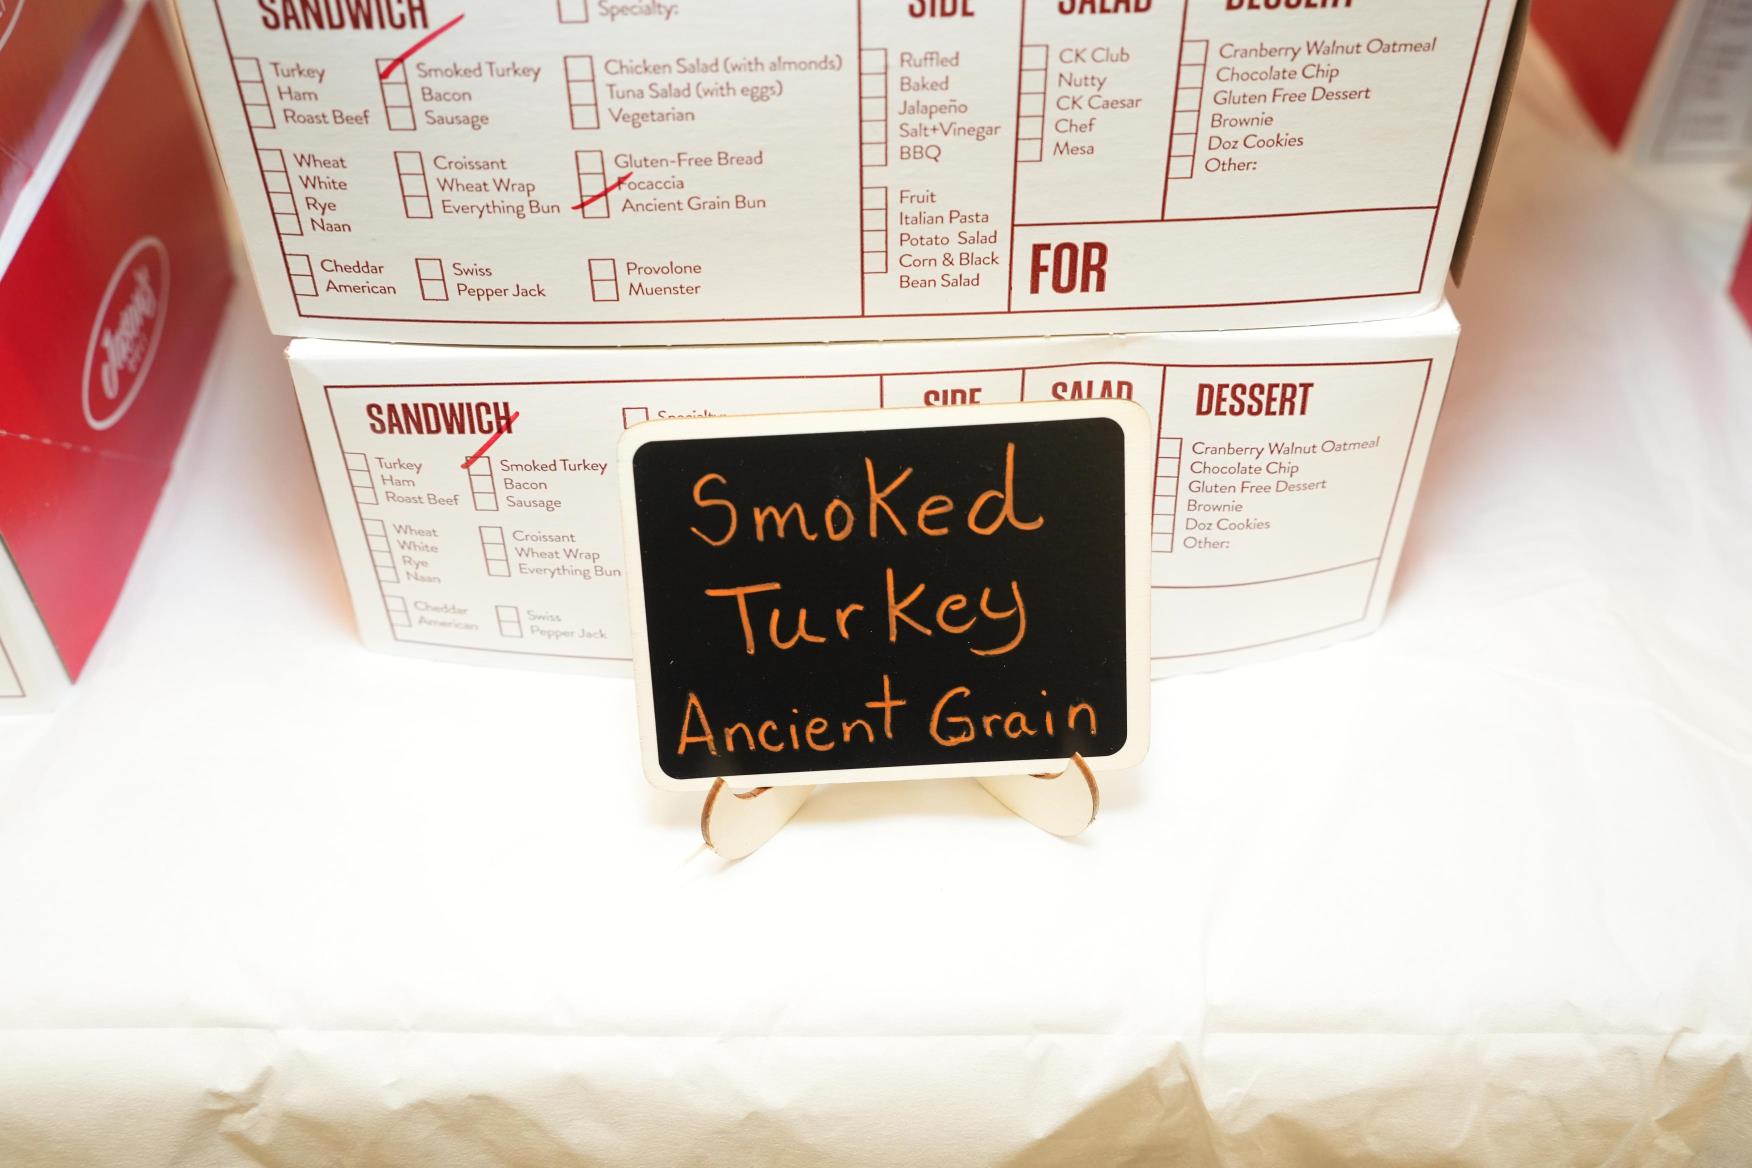 SANDWICH
Specialty:
Turkey
Ham
Roast Beef
Smoked Turkey
Bacon
Sausage
Chicken Salad (with almonds)
Tuna Salad (with eggs)
Vegetarian
Wheat
White
Rye
Naan
Croissant
Wheat Wrap
Everything Bun
Gluten-Free Bread
Focaccia
Ancient Grain Bun
Cheddar
American
Swiss
Pepper Jack
Provolone
Muenster
SIDE
Ruffled
Baked
Jalapeño
Salt+Vinegar
BBQ
Fruit
Italian Pasta
Potato Salad
Corn & Black
Bean Salad
SALAD
CK Club
Nutty
CK Caesar
Chef
Mesa
DESSERT
Cranberry Walnut Oatmeal
Chocolate Chip
Gluten Free Dessert
Brownie
Doz Cookies
Other:
FOR
SANDWICH
Specialty:
Turkey
Ham
Roast Beef
Smoked Turkey
Bacon
Sausage
Wheat
White
Rye
Naan
Croissant
Wheat Wrap
Everything Bun
Cheddar
American
Swiss
Pepper Jack
SIDE
SALAD
DESSERT
Cranberry Walnut Oatmeal
Chocolate Chip
Gluten Free Dessert
Brownie
Doz Cookies
Other:
Smoked
Turkey
Ancient Grain